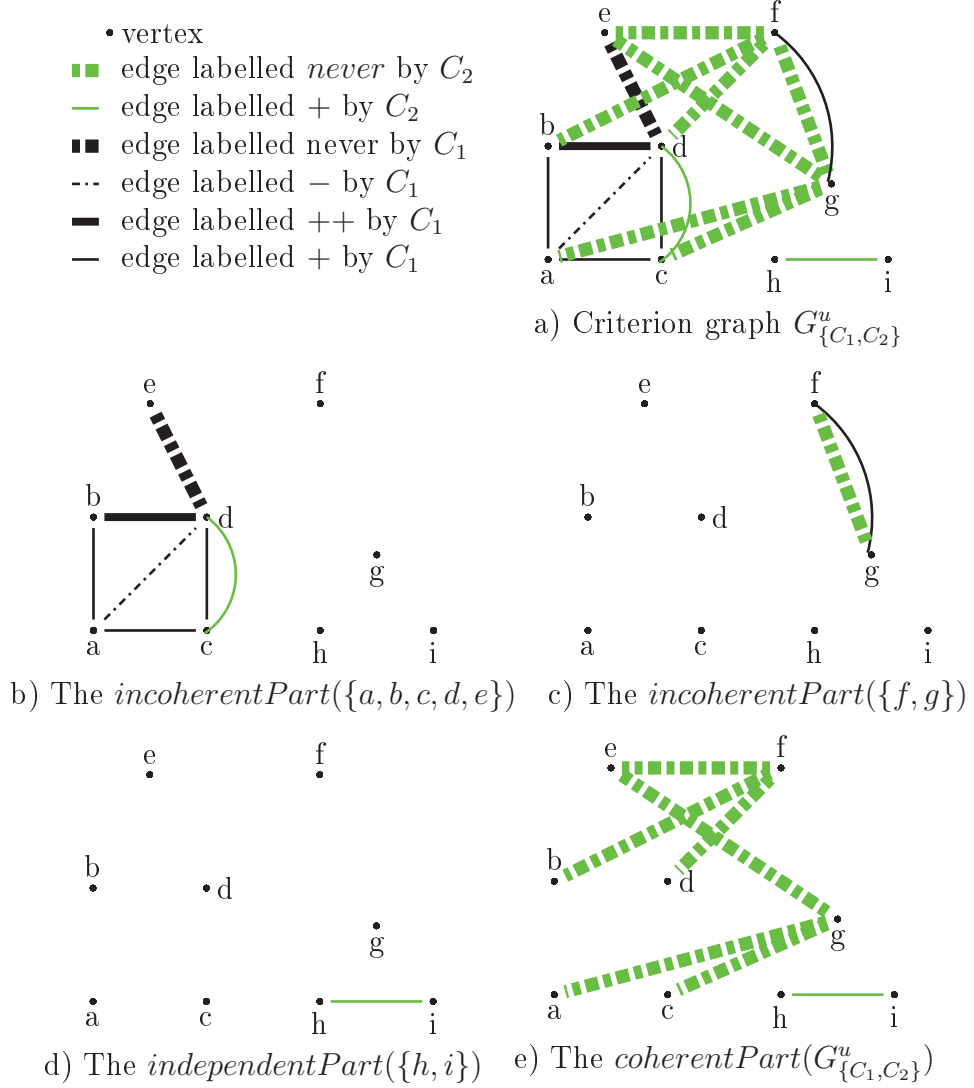 vertex
edge labelled never by C₂
edge labelled + by C₂
edge labelled never by C₁
edge labelled − by C₁
edge labelled ++ by C₁
edge labelled + by C₁
e f
b d
g
a c h i
a) Criterion graph G^u_{C₁,C₂}
e f
b d
g
a c h i
b) The incoherentPart({a, b, c, d, e})
f
e
b d
g
a c h i
c) The incoherentPart({f, g})
e f
b d
g
a c h i
d) The independentPart({h, i})
e f
b d
g
a c h i
e) The coherentPart(G^u_{C₁,C₂})